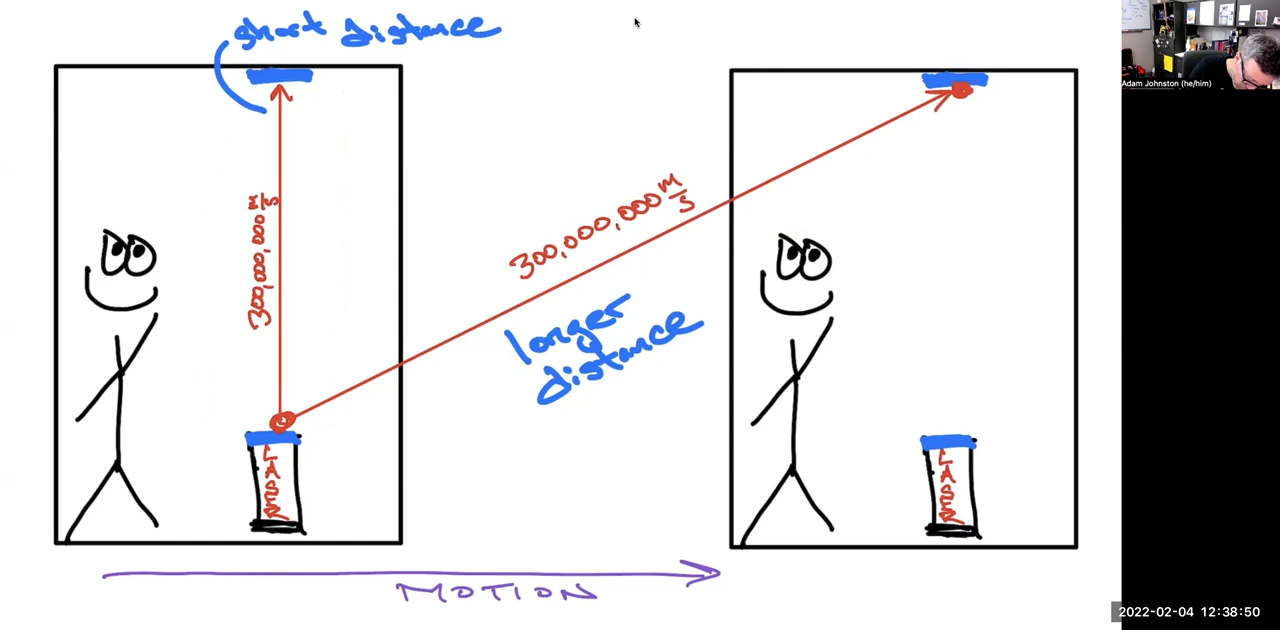 short distance
300,000,000 m/s
300,000,000 m/s
longer
distance
LASER
LASER
MOTION
Adam Johnston (he/him)
2022-02-04 12:38:50